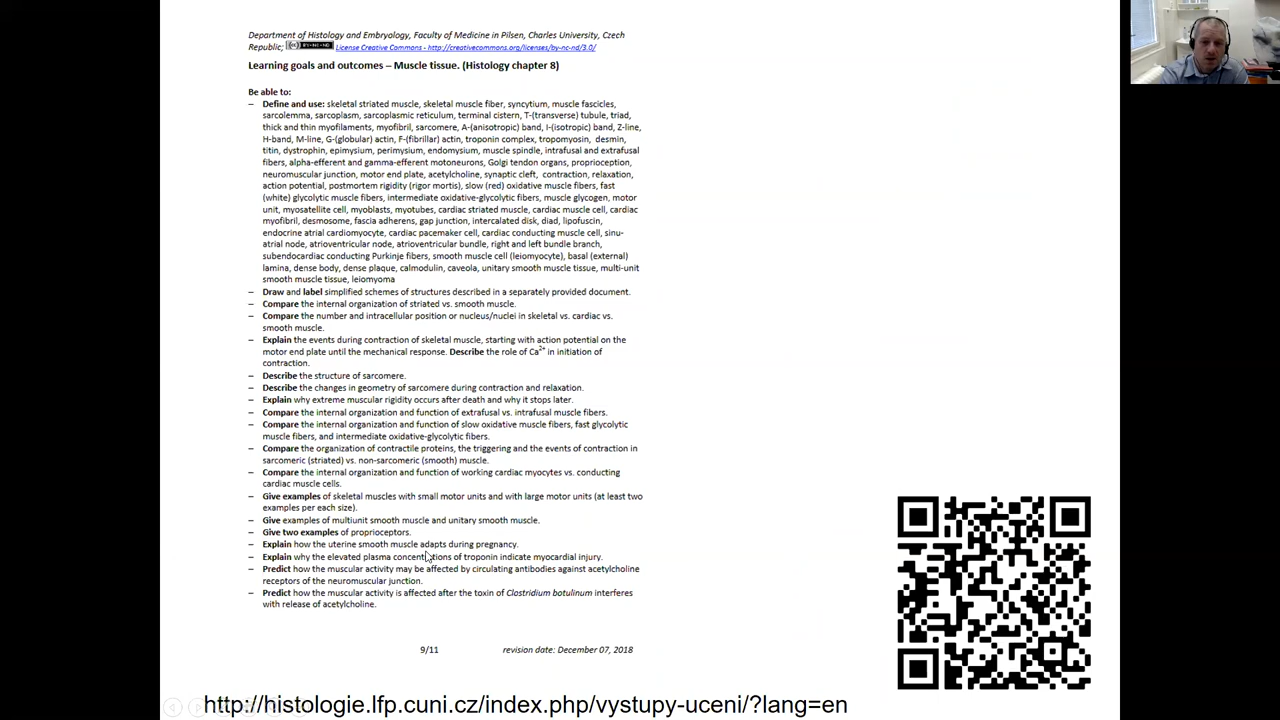 Department of Histology and Embryology, Faculty of Medicine in Pilsen, Charles University, Czech
Republic; License Creative Commons - http://creativecommons.org/licenses/by-nc-nd/3.0/
Learning goals and outcomes – Muscle tissue. (Histology chapter 8)
Be able to:
– Define and use: skeletal striated muscle, skeletal muscle fiber, syncytium, muscle fascicles,
sarcolemma, sarcoplasm, sarcoplasmic reticulum, terminal cistern, T-(transverse) tubule, triad,
thick and thin myofilaments, myofibril, sarcomere, A-(anisotropic) band, I-(isotropic) band, Z-line,
H-band, M-line, G-(globular) actin, F-(fibrillar) actin, troponin complex, tropomyosin, desmin,
titin, dystrophin, epimysium, perimysium, endomysium, muscle spindle, intrafusal and extrafusal
fibers, alpha-efferent and gamma-efferent motoneurons, Golgi tendon organs, proprioception,
neuromuscular junction, motor end plate, acetylcholine, synaptic cleft, contraction, relaxation,
action potential, postmortem rigidity (rigor mortis), slow (red) oxidative muscle fibers, fast
(white) glycolytic muscle fibers, intermediate oxidative-glycolytic fibers, muscle glycogen, motor
unit, myosatellite cell, myoblasts, myotubes, cardiac striated muscle, cardiac muscle cell, cardiac
myofibril, desmosome, fascia adherens, gap junction, intercalated disk, diad, lipofuscin,
endocrine atrial cardiomyocyte, cardiac pacemaker cell, cardiac conducting muscle cell, sinu-
atrial node, atrioventricular node, atrioventricular bundle, right and left bundle branch,
subendocardiac conducting Purkinje fibers, smooth muscle cell (leiomyocyte), basal (external)
lamina, dense body, dense plaque, calmodulin, caveola, unitary smooth muscle tissue, multi-unit
smooth muscle tissue, leiomyoma
– Draw and label simplified schemes of structures described in a separately provided document.
– Compare the internal organization of striated vs. smooth muscle.
– Compare the number and intracellular position or nucleus/nuclei in skeletal vs. cardiac vs.
smooth muscle.
– Explain the events during contraction of skeletal muscle, starting with action potential on the
motor end plate until the mechanical response. Describe the role of Ca2+ in initiation of
contraction.
– Describe the structure of sarcomere.
– Describe the changes in geometry of sarcomere during contraction and relaxation.
– Explain why extreme muscular rigidity occurs after death and why it stops later.
– Compare the internal organization and function of extrafusal vs. intrafusal muscle fibers.
– Compare the organization and function of slow oxidative muscle fibers, fast glycolytic
muscle fibers, and intermediate oxidative-glycolytic fibers.
– Compare the organization of contractile proteins, the triggering and the events of contraction in
sarcomeric (striated) vs. non-sarcomeric (smooth) muscle.
– Compare the internal organization and function of working cardiac myocytes vs. conducting
cardiac muscle cells.
– Give examples of skeletal muscles with small motor units and with large motor units (at least two
examples per each size).
– Give examples of multiunit smooth muscle and unitary smooth muscle.
– Give two examples of proprioceptors.
– Explain how the uterine smooth muscle adapts during pregnancy.
– Explain why the elevated plasma concentrations of troponin indicate myocardial injury.
– Predict how the muscular activity may be affected by circulating antibodies against acetylcholine
receptors of the neuromuscular junction.
– Predict how the muscular activity is affected after the toxin of Clostridium botulinum interferes
with release of acetylcholine.
9/11 revision date: December 07, 2018
http://histologie.lfp.cuni.cz/index.php/vystupy-uceni/?lang=en